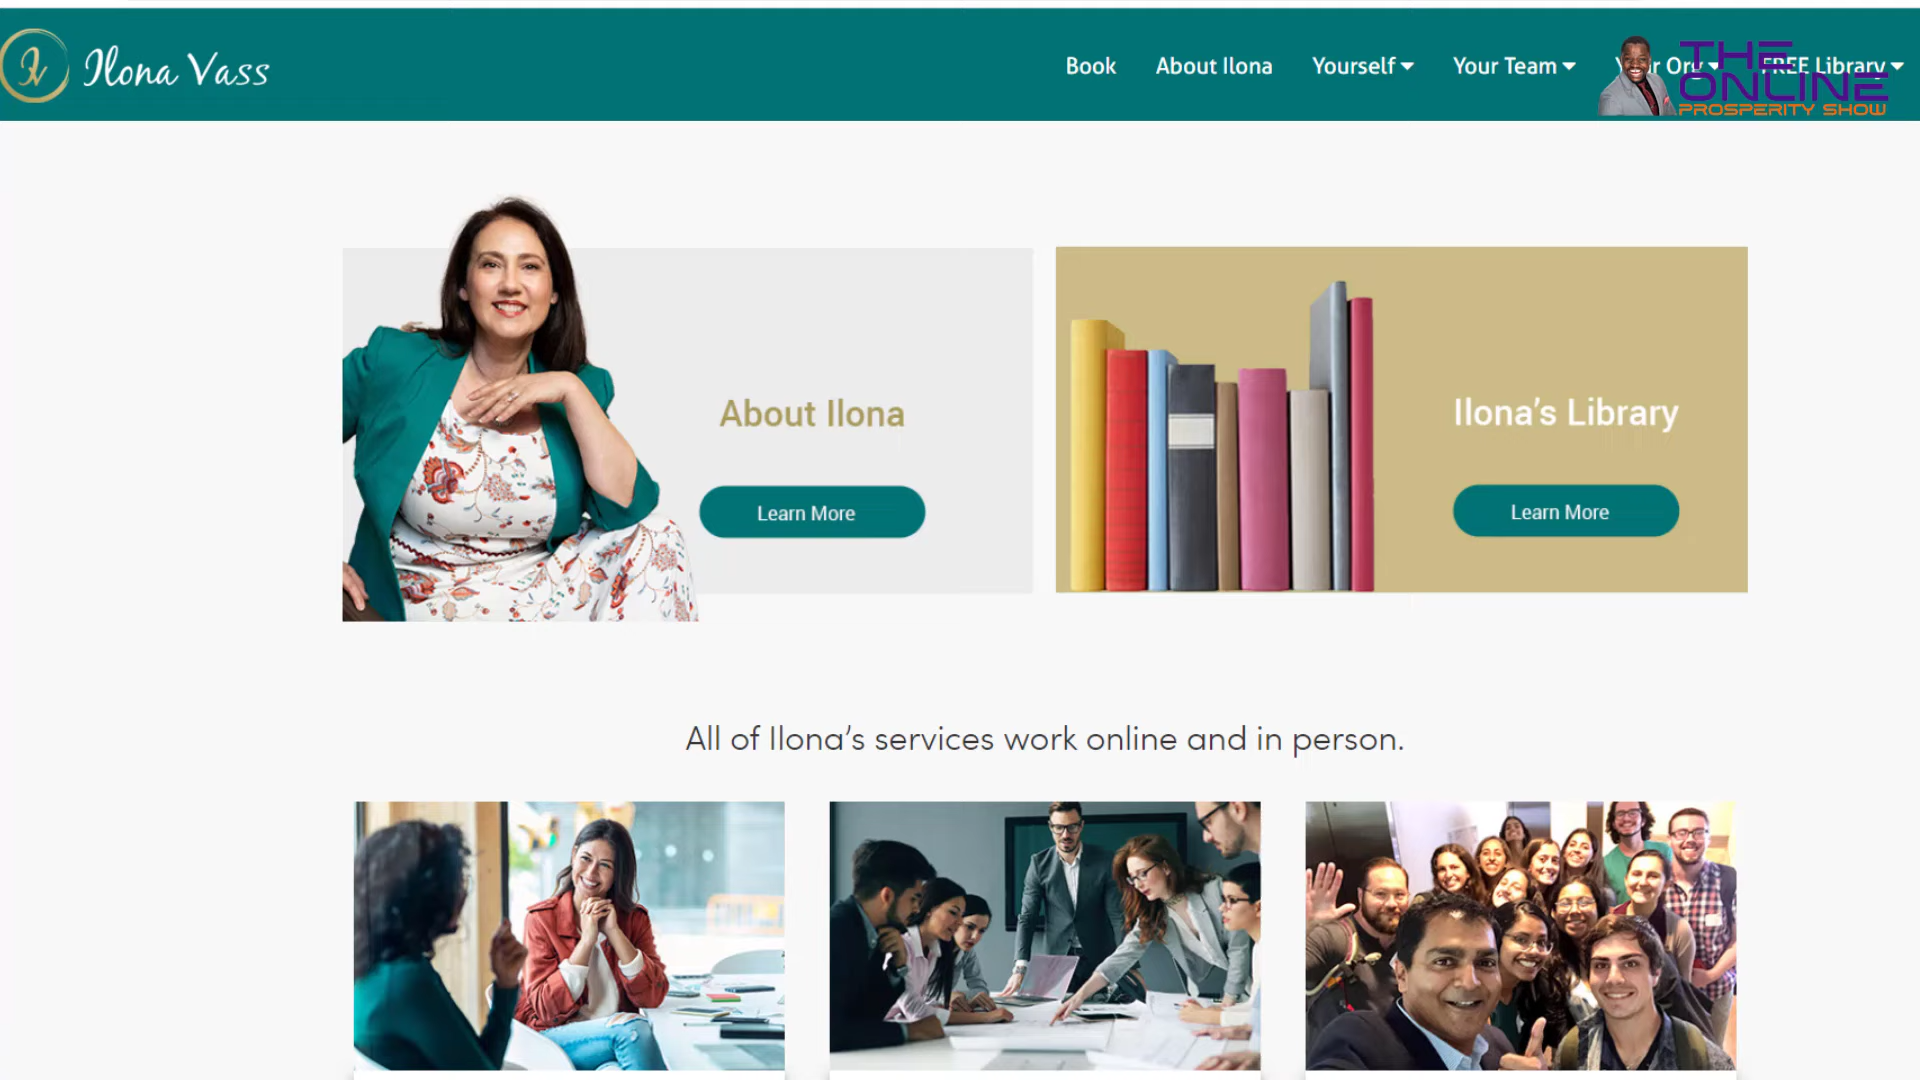 Ilona Vass
Book
About Ilona
Yourself
Your Team
Your Org
FREE Library
THE
ONLINE
PROSPERITY SHOW
About Ilona
Learn More
Ilona's Library
Learn More
All of Ilona's services work online and in person.